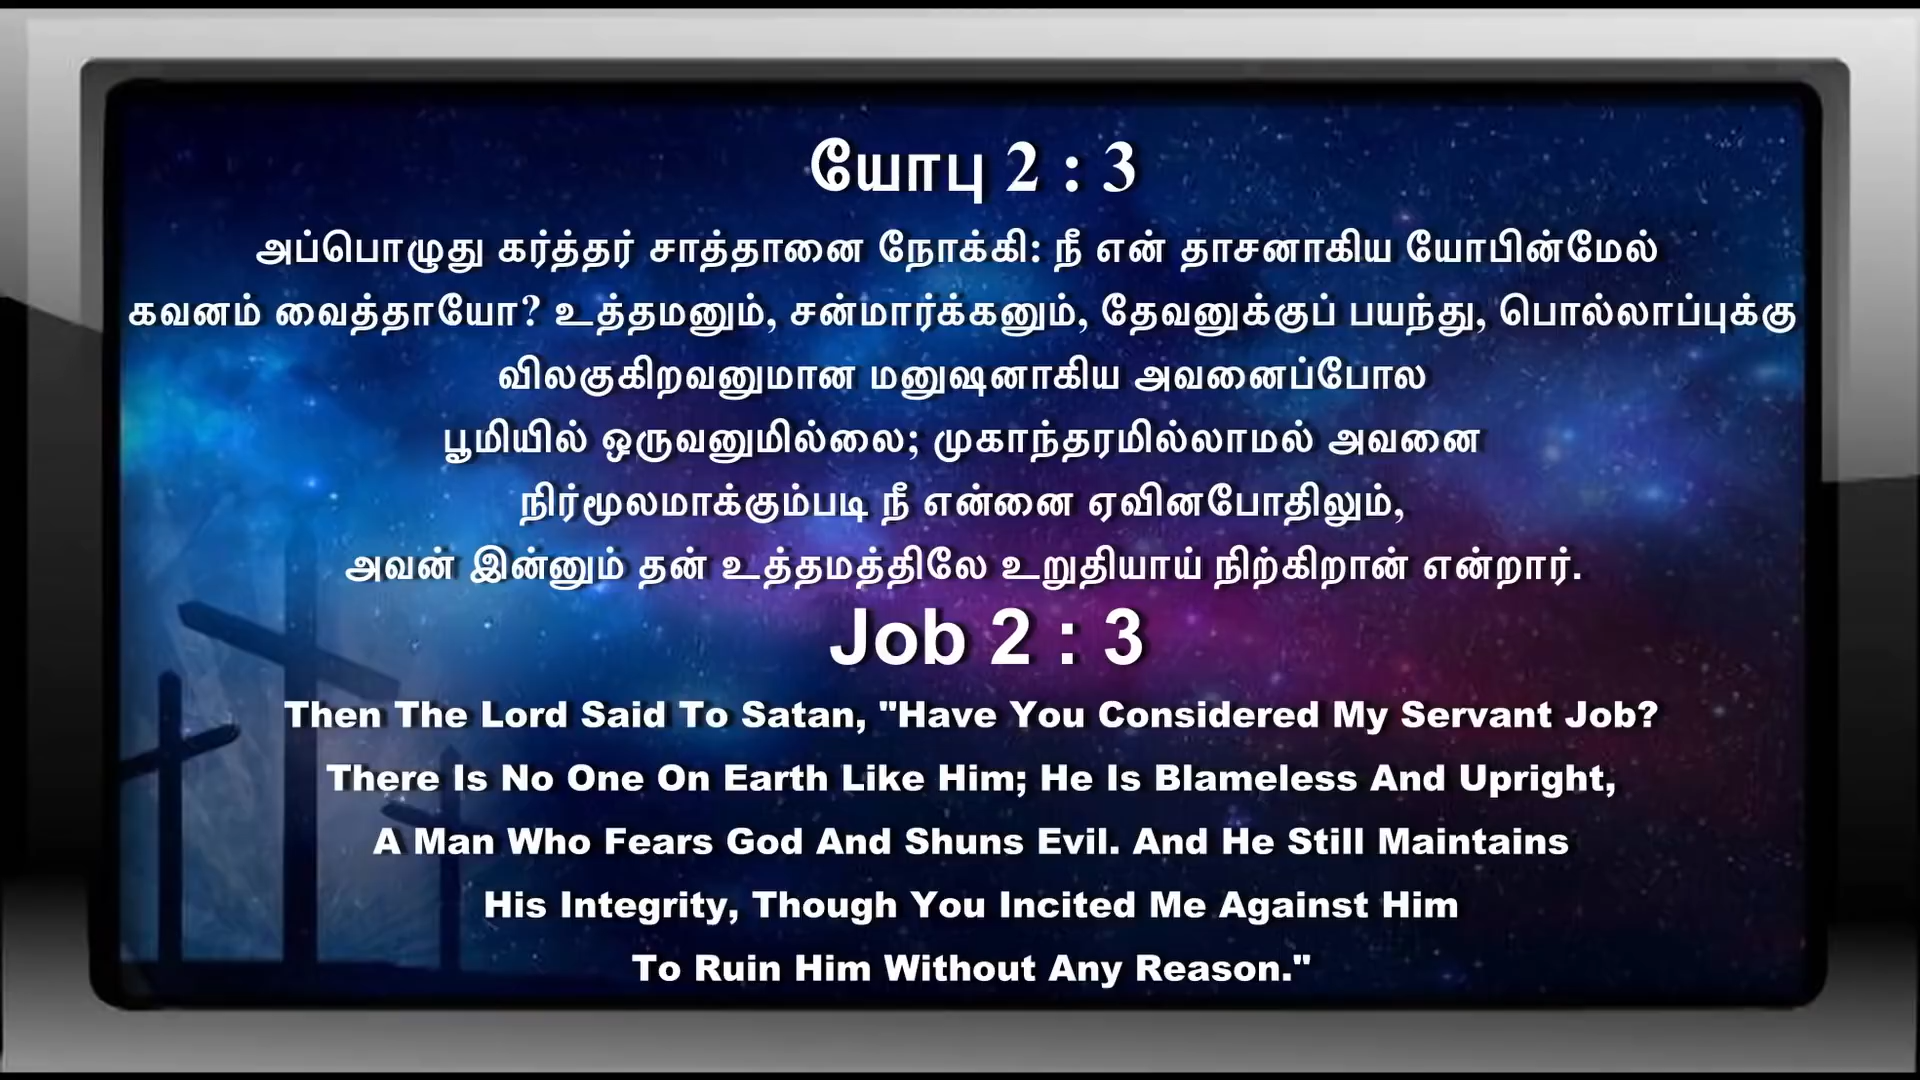 யோபு 2 : 3
அப்பொழுது கர்த்தர் சாத்தானை நோக்கி: நீ என் தாசனாகிய யோபின்மேல்
கவனம் வைத்தாயோ? உத்தமனும், சன்மார்க்கனும், தேவனுக்குப் பயந்து, பொல்லாப்புக்கு
விலகுகிறவனுமான மனுஷனாகிய அவனைப்போல
பூமியில் ஒருவனுமில்லை; முகாந்தரமில்லாமல் அவனை
நிர்மூலமாக்கும்படி நீ என்னை ஏவினபோதிலும்,
அவன் இன்னும் தன் உத்தமத்திலே உறுதியாய் நிற்கிறான் என்றார்.
Job 2 : 3
Then The Lord Said To Satan, "Have You Considered My Servant Job?
There Is No One On Earth Like Him; He Is Blameless And Upright,
A Man Who Fears God And Shuns Evil. And He Still Maintains
His Integrity, Though You Incited Me Against Him
To Ruin Him Without Any Reason."